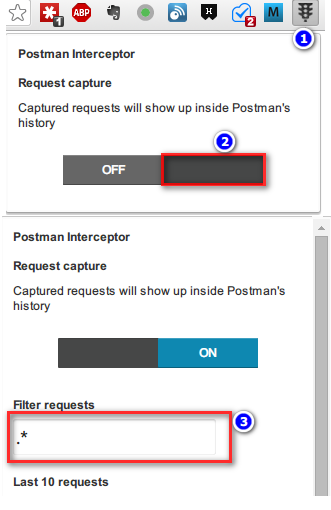 1
ABP
2
M
1
Postman Interceptor
Request capture
Captured requests will show up inside Postman's
history
2
OFF
Postman Interceptor
Request capture
Captured requests will show up inside Postman's
history
ON
Filter requests
3
.*
Last 10 requests